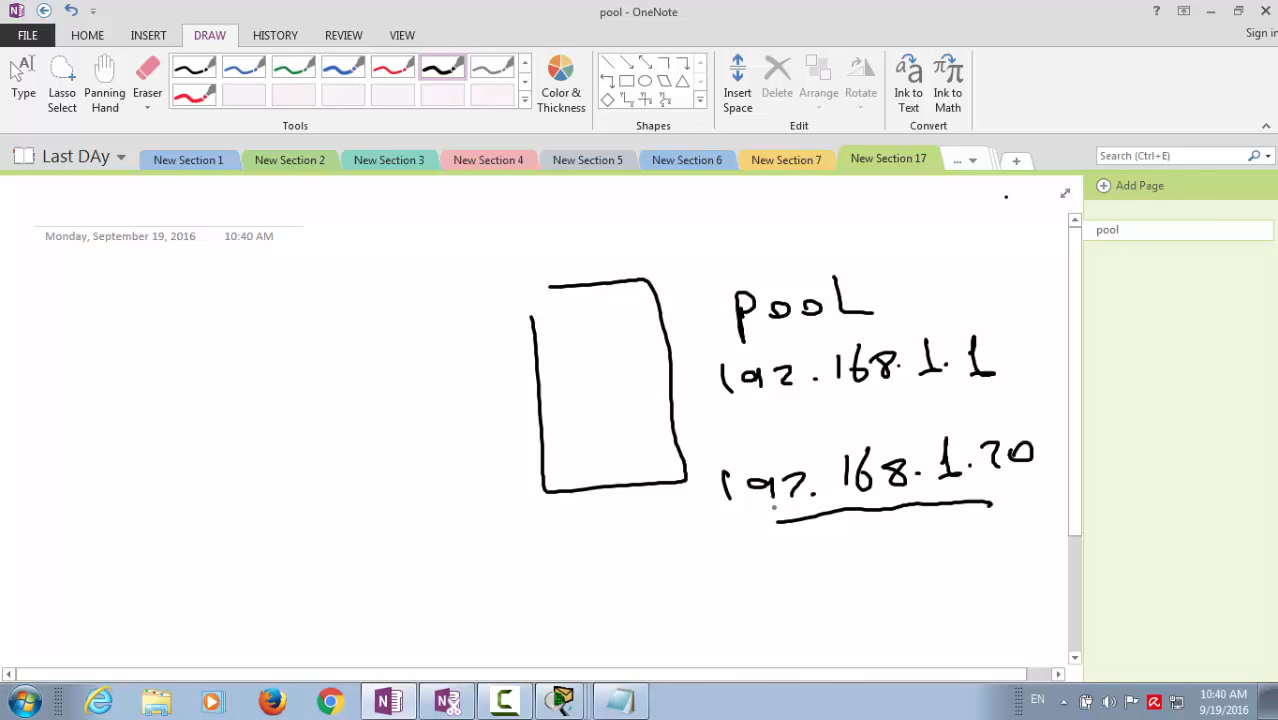 pool - OneNote
?
Sign in
FILE HOME INSERT DRAW HISTORY REVIEW VIEW
Type
Lasso Select
Panning Hand
Eraser
Color & Thickness
Insert Space
Delete
Arrange
Rotate
Ink to Text
Ink to Math
Tools
Shapes
Edit
Convert
Last DAy
New Section 1
New Section 2
New Section 3
New Section 4
New Section 5
New Section 6
New Section 7
New Section 17
...
Search (Ctrl+E)
Add Page
pool
Monday, September 19, 2016 10:40 AM
pooL
192.168.1.1
192.168.1.20
EN
10:40 AM
9/19/2016